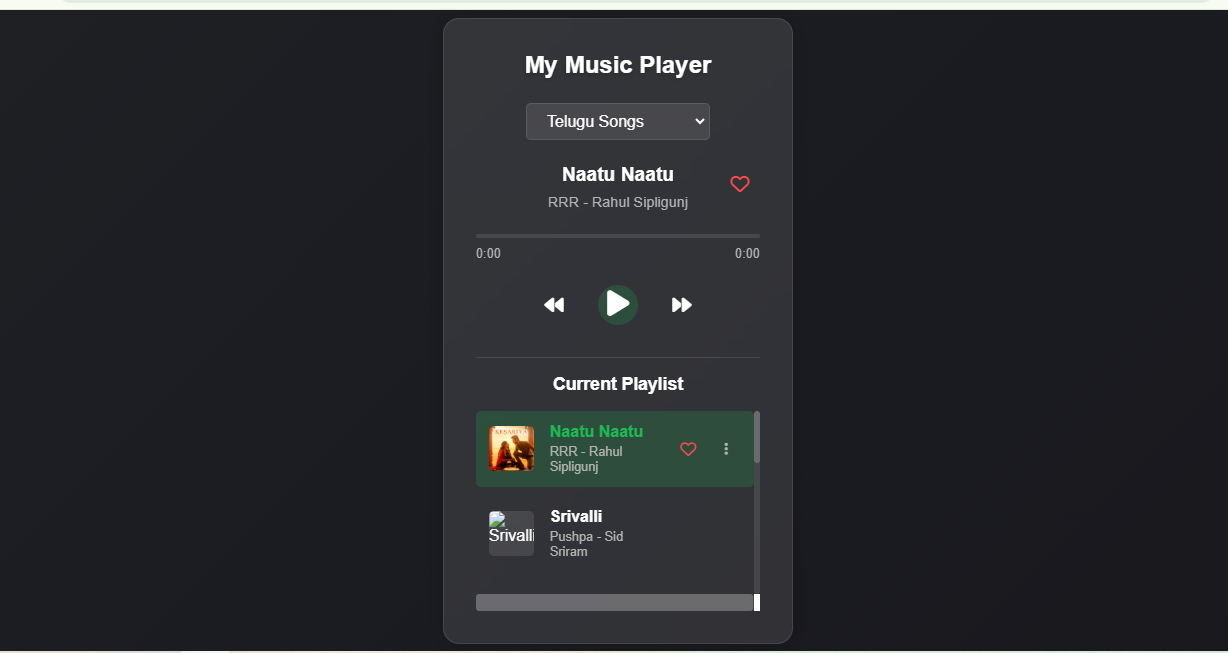 My Music Player
Telugu Songs
Naatu Naatu
RRR - Rahul Sipligunj
0:00
0:00
Current Playlist
KESARIYA
Naatu Naatu
RRR - Rahul
Sipligunj
Srivalli
Srivalli
Pushpa - Sid
Sriram